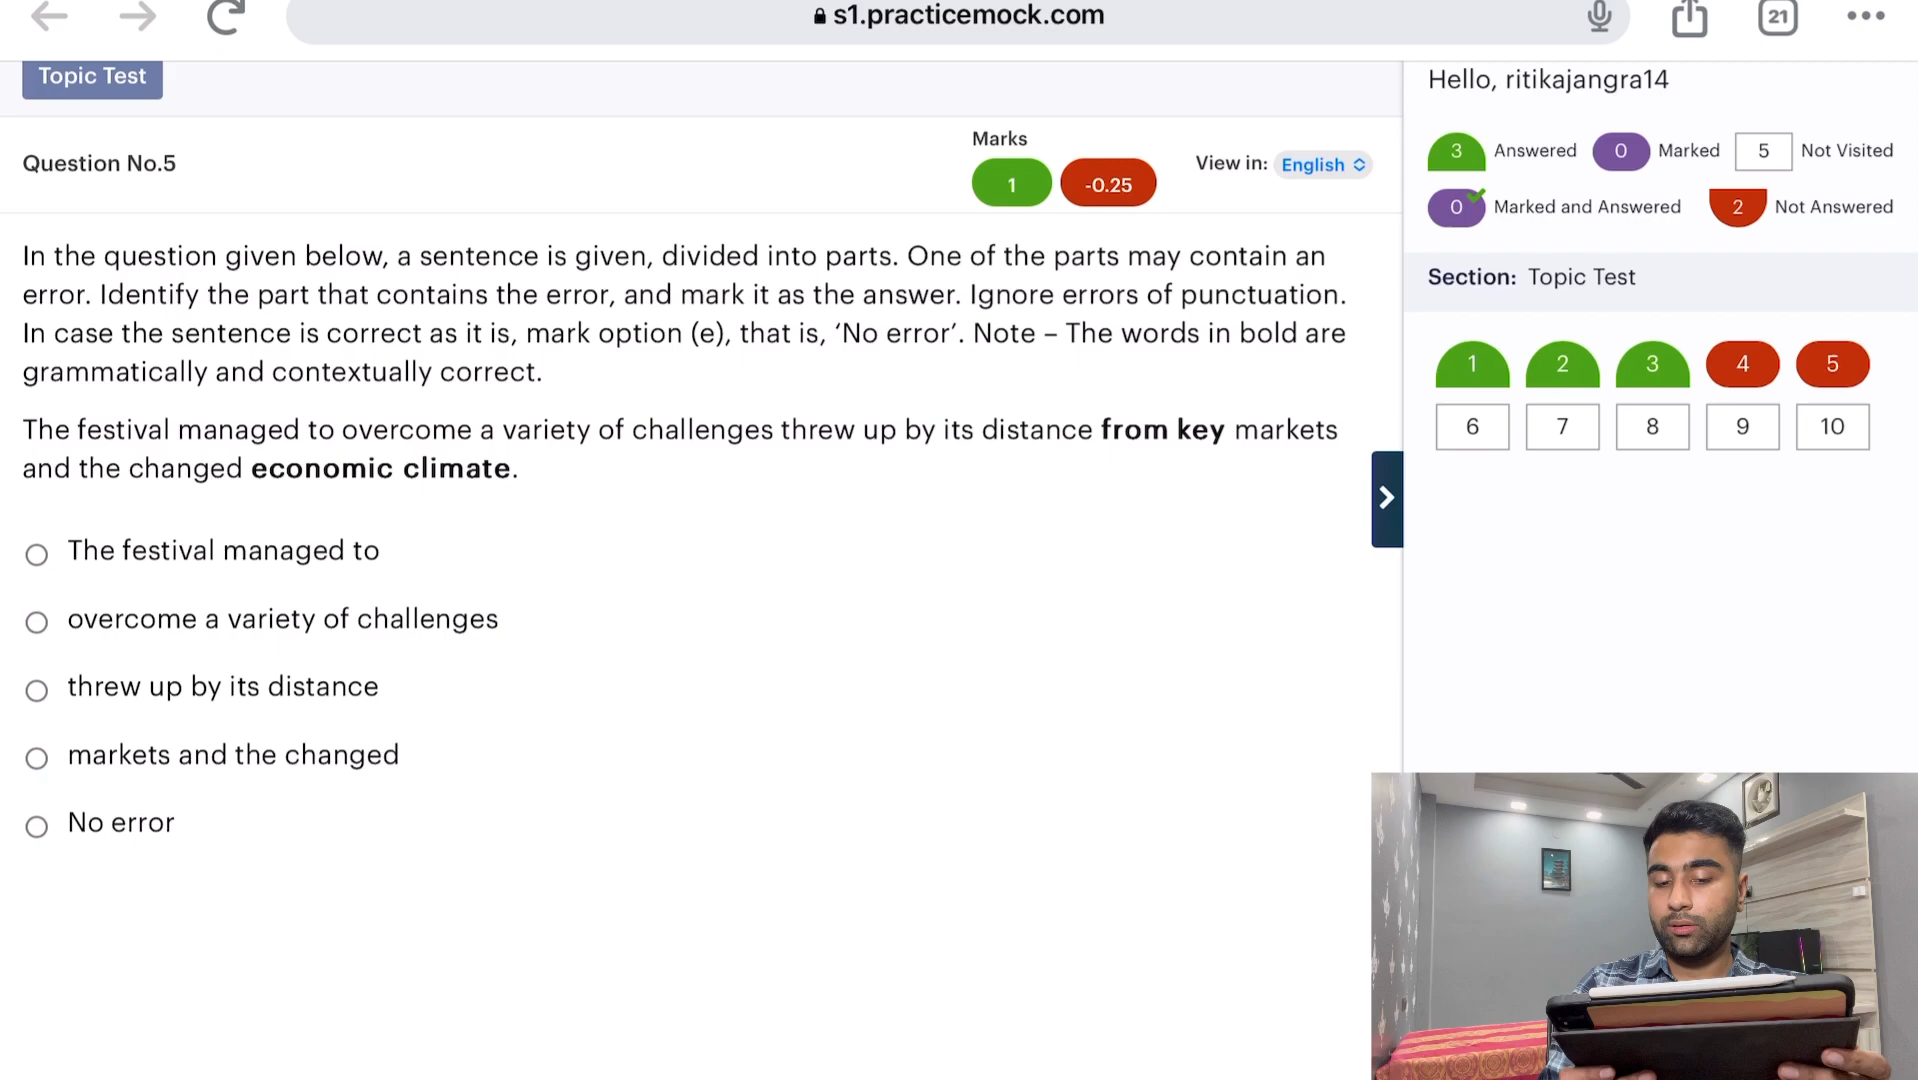 s1.practicemock.com
21
Topic Test
Hello, ritikajangra14
Question No.5
Marks
1
-0.25
View in: English
3 Answered 0 Marked 5 Not Visited
0 Marked and Answered 2 Not Answered
Section: Topic Test
1 2 3 4 5
6 7 8 9 10
In the question given below, a sentence is given, divided into parts. One of the parts may contain an
error. Identify the part that contains the error, and mark it as the answer. Ignore errors of punctuation.
In case the sentence is correct as it is, mark option (e), that is, ‘No error’. Note – The words in bold are
grammatically and contextually correct.
The festival managed to overcome a variety of challenges threw up by its distance from key markets
and the changed economic climate.
The festival managed to
overcome a variety of challenges
threw up by its distance
markets and the changed
No error